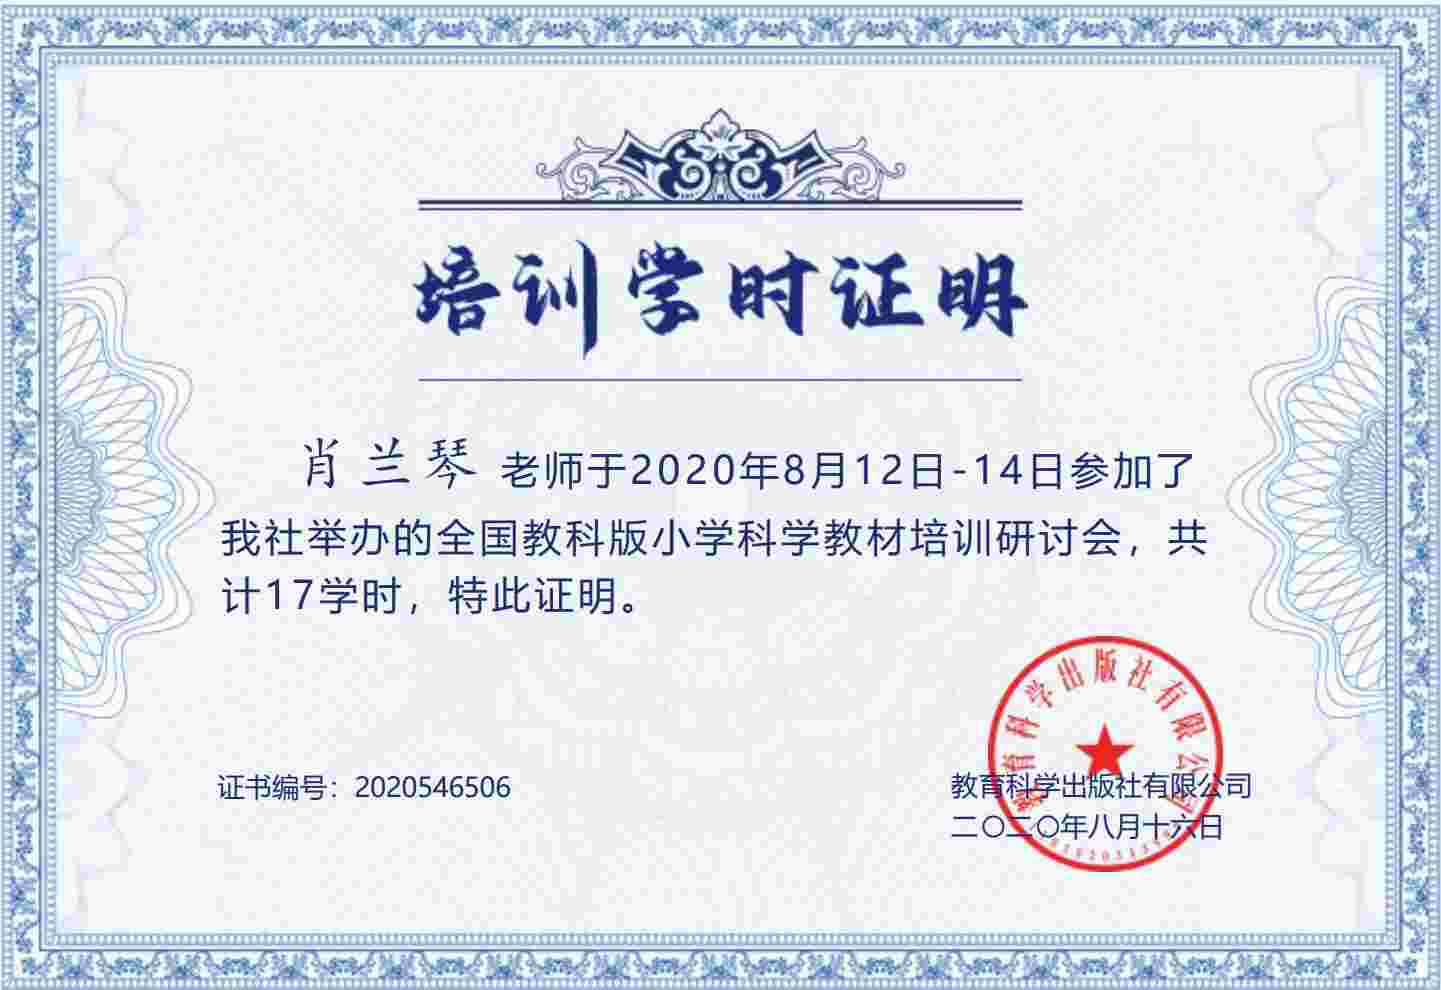 培训学时证明
肖兰琴 老师于2020年8月12日-14日参加了
我社举办的全国教科版小学科学教材培训研讨会，共
计17学时，特此证明。
证书编号：2020546506
教育科学出版社有限公司
二〇二〇年八月十六日
教育科学出版社有限公司